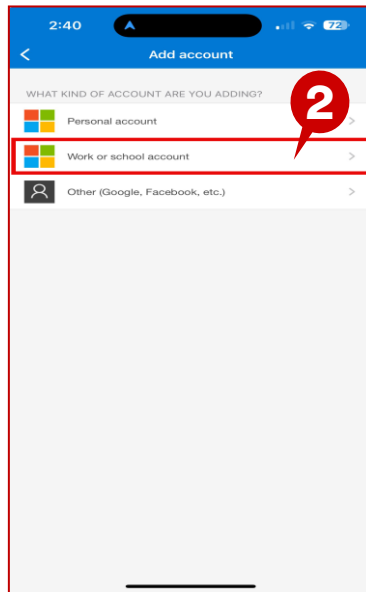 2:40
72
Add account
WHAT KIND OF ACCOUNT ARE YOU ADDING?
2
Personal account
Work or school account
Other (Google, Facebook, etc.)